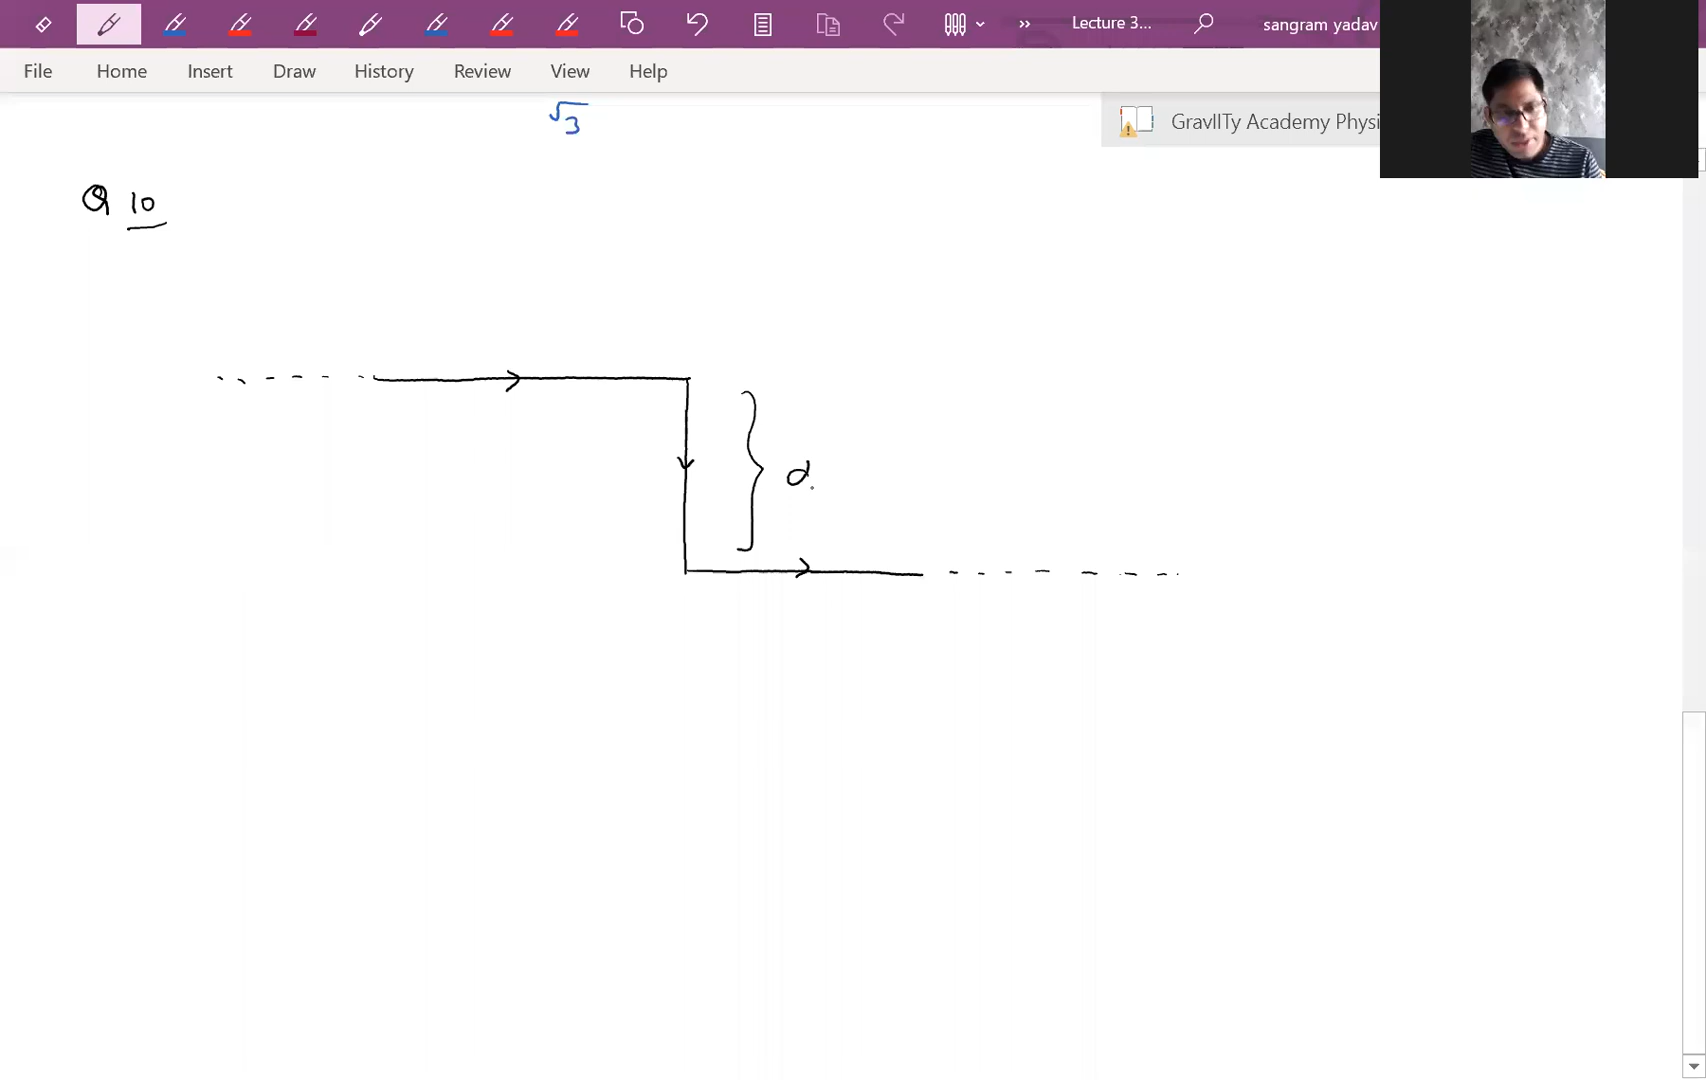 Lecture 3...
sangram yadav
File Home Insert Draw History Review View Help
√3
GravIITy Academy Physi
Q 10
d